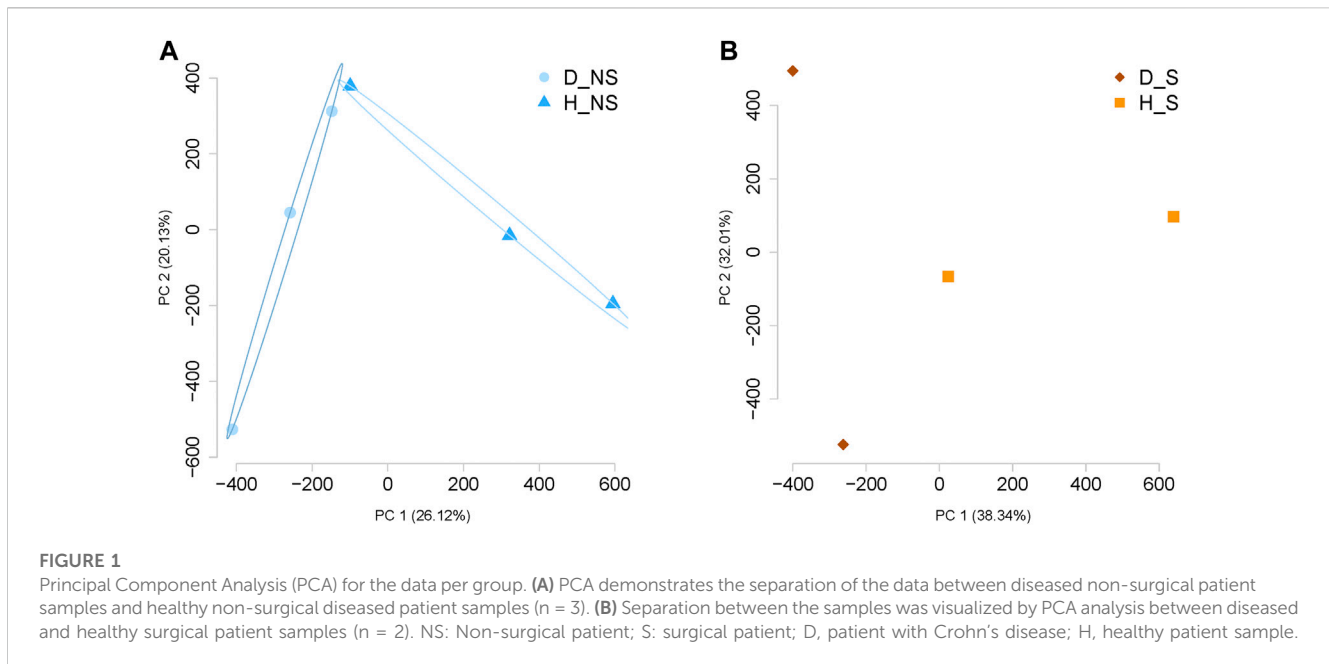 A
D_NS
H_NS
400
200
0
−200
−400
−600
PC 2 (20.13%)
−400
−200
0
200
400
600
PC 1 (26.12%)
B
D_S
H_S
400
200
0
−200
−400
PC 2 (32.01%)
−400
−200
0
200
400
600
PC 1 (38.34%)
FIGURE 1
Principal Component Analysis (PCA) for the data per group. (A) PCA demonstrates the separation of the data between diseased non-surgical patient
samples and healthy non-surgical diseased patient samples (n = 3). (B) Separation between the samples was visualized by PCA analysis between diseased
and healthy surgical patient samples (n = 2). NS: Non-surgical patient; S: surgical patient; D, patient with Crohn’s disease; H, healthy patient sample.